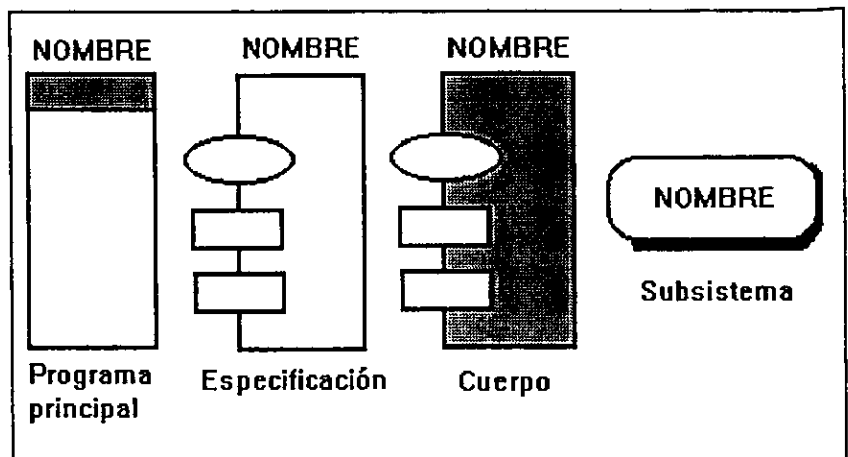 NOMBRE NOMBRE NOMBRE
NOMBRE
Subsistema
Programa principal
Especificación
Cuerpo